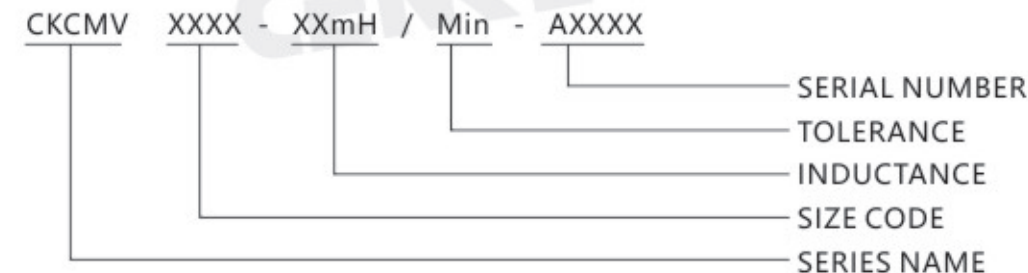 CKCMV XXXX - XXmH / Min - AXXXX
SERIAL NUMBER
TOLERANCE
INDUCTANCE
SIZE CODE
SERIES NAME